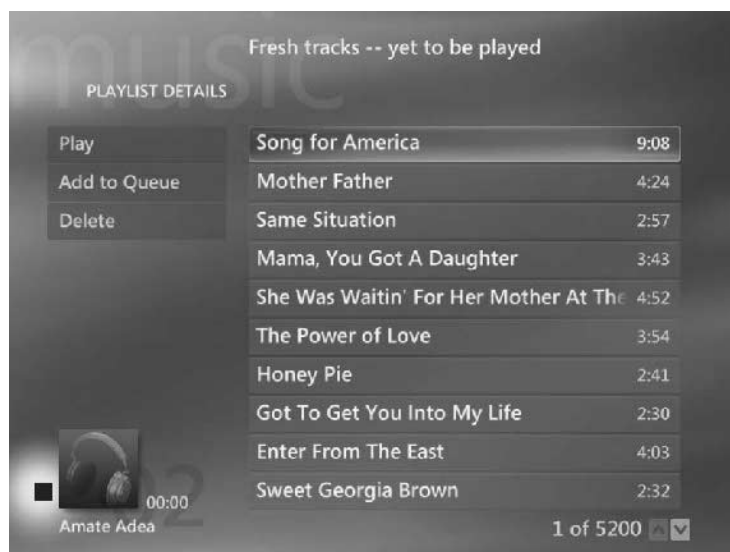 music
Fresh tracks -- yet to be played
PLAYLIST DETAILS
Play
Add to Queue
Delete
Song for America 9:08
Mother Father 4:24
Same Situation 2:57
Mama, You Got A Daughter 3:43
She Was Waitin' For Her Mother At The 4:52
The Power of Love 3:54
Honey Pie 2:41
Got To Get You Into My Life 2:30
Enter From The East 4:03
Sweet Georgia Brown 2:32
00:00
Amate Adea
1 of 5200